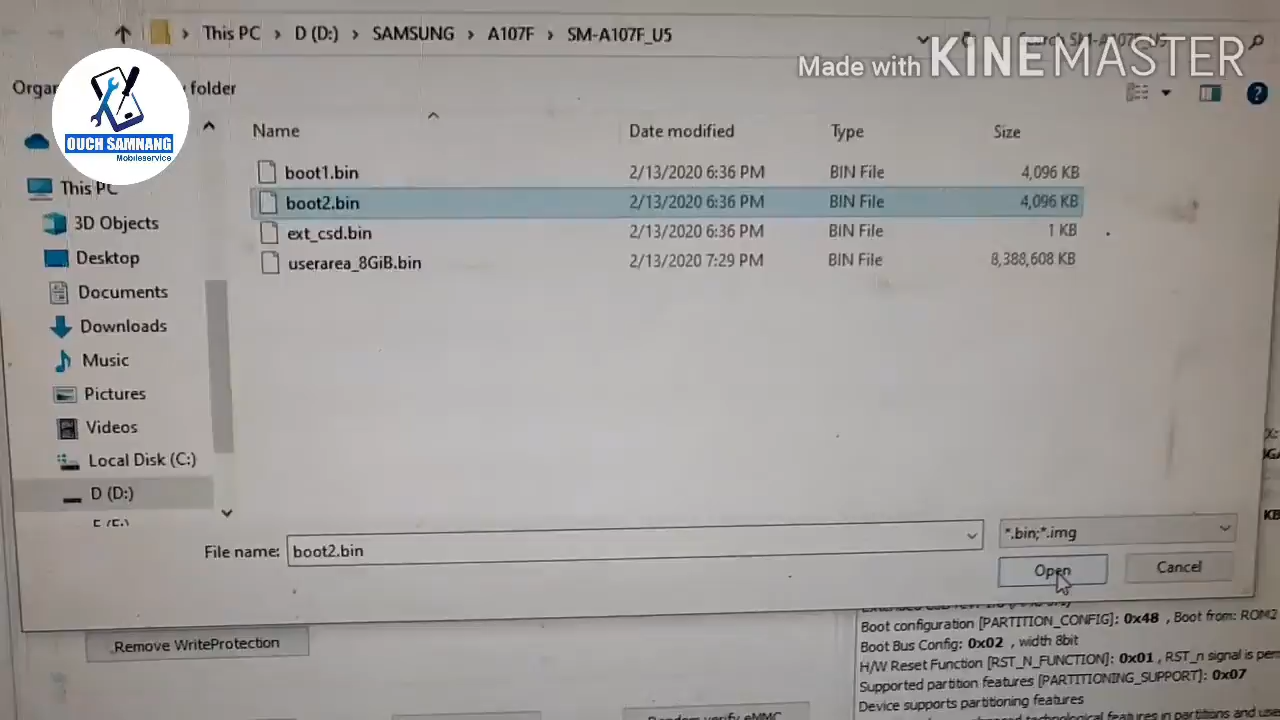 This PC > D (D:) > SAMSUNG > A107F > SM-A107F_U5
Made with KINEMASTER
folder
OUCH SAMNANG
Mobileservice
Name Date modified Type Size
boot1.bin 2/13/2020 6:36 PM BIN File 4,096 KB
boot2.bin 2/13/2020 6:36 PM BIN File 4,096 KB
ext_csd.bin 2/13/2020 6:36 PM BIN File 1 KB
userarea_8GiB.bin 2/13/2020 7:29 PM BIN File 8,388,608 KB
This PC
3D Objects
Desktop
Documents
Downloads
Music
Pictures
Videos
Local Disk (C:)
D (D:)
File name: boot2.bin
*.bin;*.img
Open
Cancel
Remove WriteProtection
Boot configuration [PARTITION_CONFIG]: 0x48 , Boot from: ROM2
Boot Bus Config: 0x02 , width 8bit
H/W Reset Function [RST_N_FUNCTION]: 0x01 , RST_n signal is per
Supported partition features [PARTITIONING_SUPPORT]: 0x07
Device supports partitioning features
KB